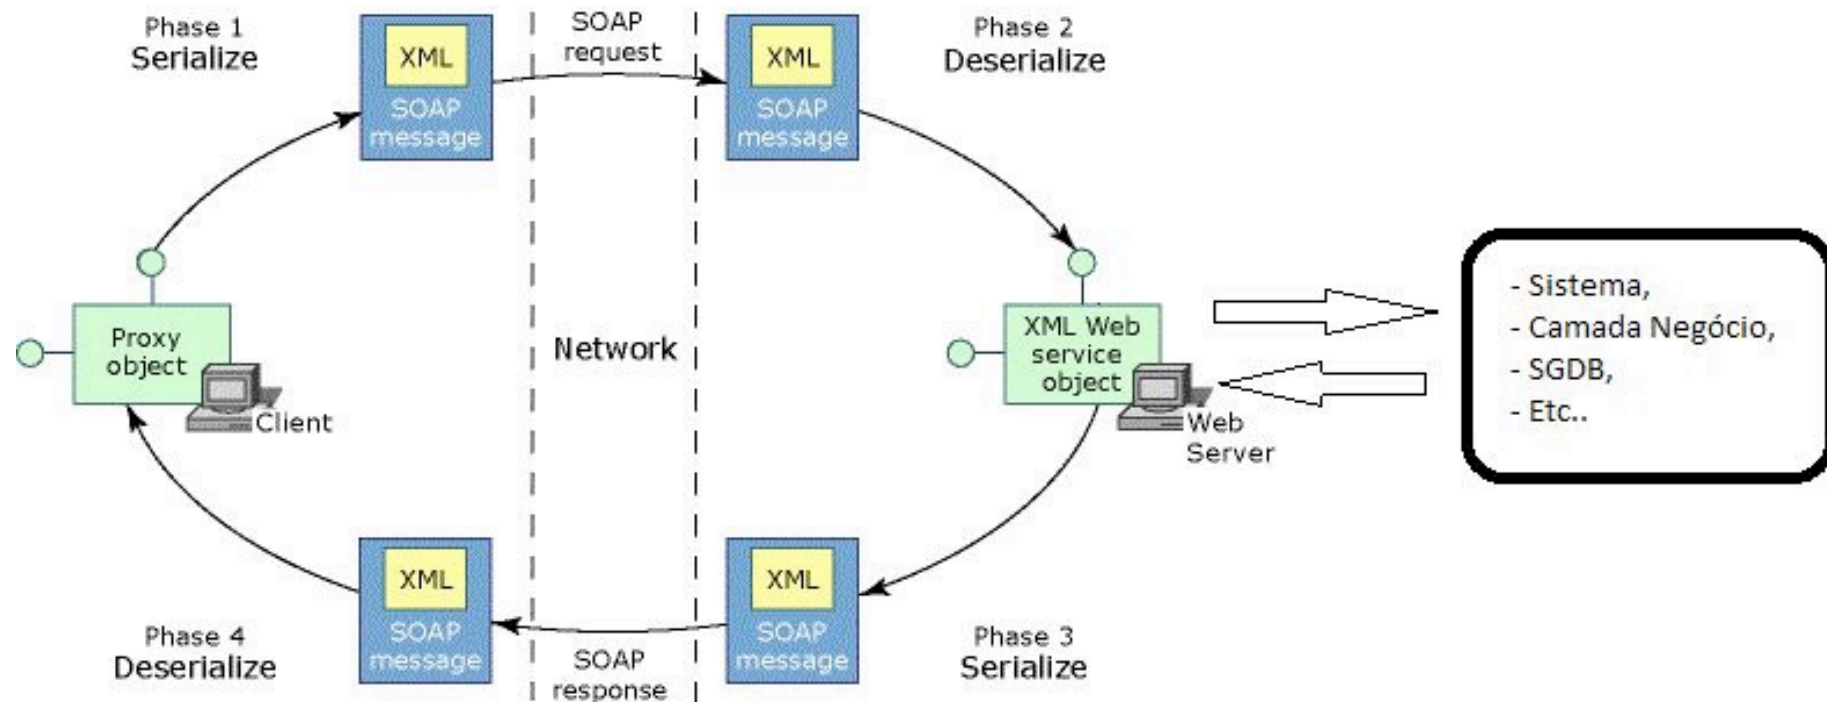 Phase 1
Serialize
XML
SOAP
message
SOAP
request
XML
SOAP
message
Phase 2
Deserialize
Proxy
object
Client
Network
XML Web
service
object
Web
Server
- Sistema,
- Camada Negócio,
- SGDB,
- Etc..
Phase 4
Deserialize
XML
SOAP
message
SOAP
response
XML
SOAP
message
Phase 3
Serialize